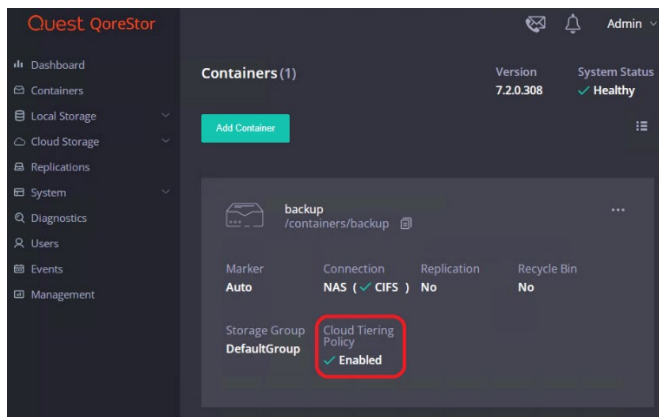 Quest QoreStor
Admin
Dashboard
Containers
Local Storage
Cloud Storage
Replications
System
Diagnostics
Users
Events
Management
Containers (1)
Version
7.2.0.308
System Status
Healthy
Add Container
backup
/containers/backup
Marker
Auto
Connection
NAS ( ✓ CIFS )
Replication
No
Recycle Bin
No
Storage Group
DefaultGroup
Cloud Tiering
Policy
Enabled